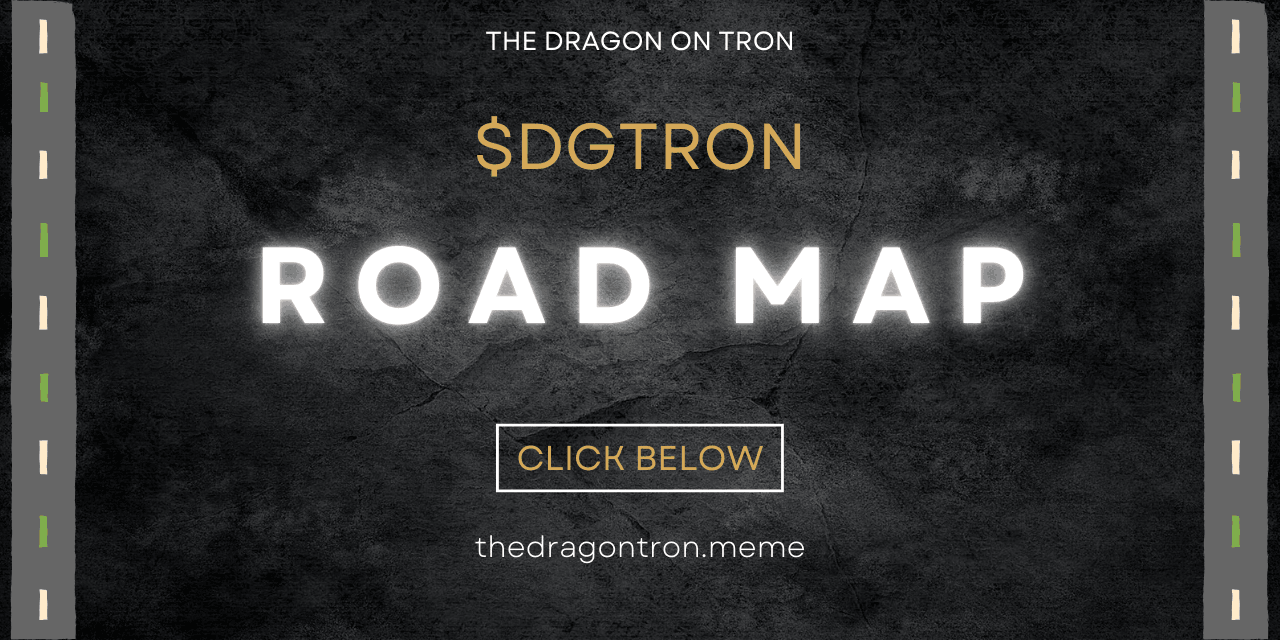 THE DRAGON ON TRON
$DGTRON
ROAD MAP
CLICK BELOW
thedragontron.meme